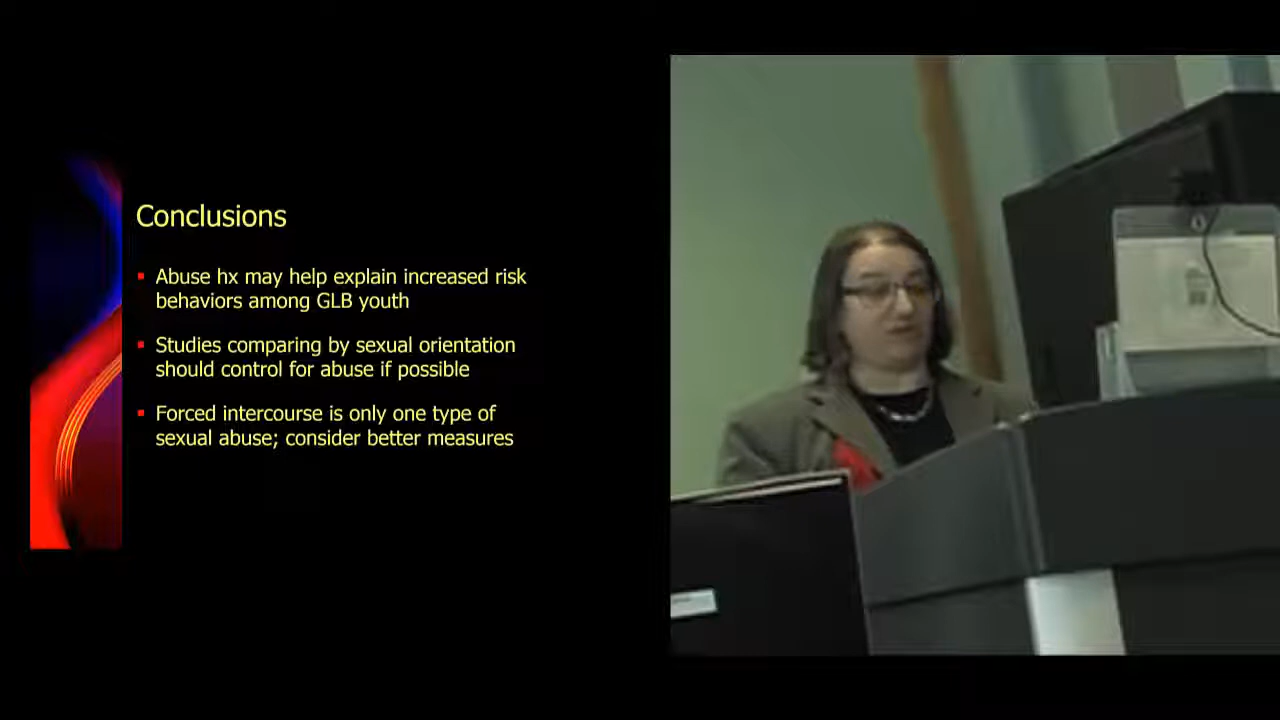 Conclusions
Abuse hx may help explain increased risk
behaviors among GLB youth
Studies comparing by sexual orientation
should control for abuse if possible
Forced intercourse is only one type of
sexual abuse; consider better measures